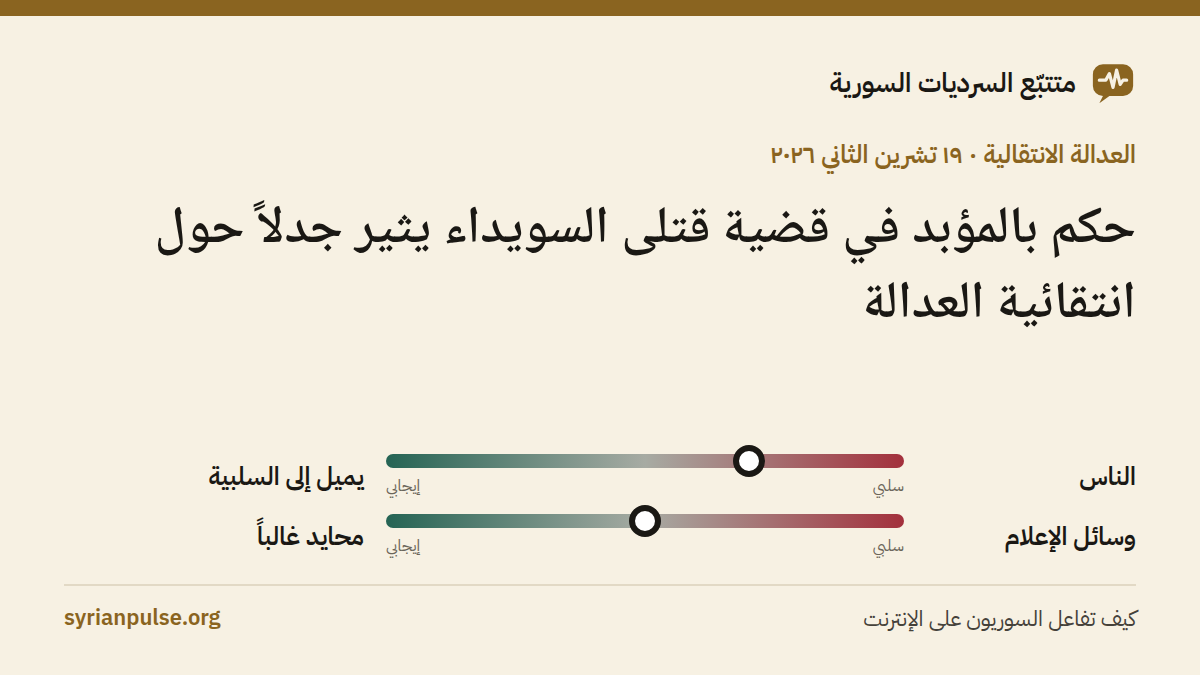 متتبّع السرديات السورية
العدالة الانتقالية · ١٩ تشرين الثاني ٢٠٢٦
حكم بالمؤبد في قضية قتلى السويداء يثير جدلاً حول
انتقائية العدالة
الناس
سلبي
إيجابي
يميل إلى السلبية
وسائل الإعلام
سلبي
إيجابي
محايد غالباً
كيف تفاعل السوريون على الإنترنت
syrianpulse.org